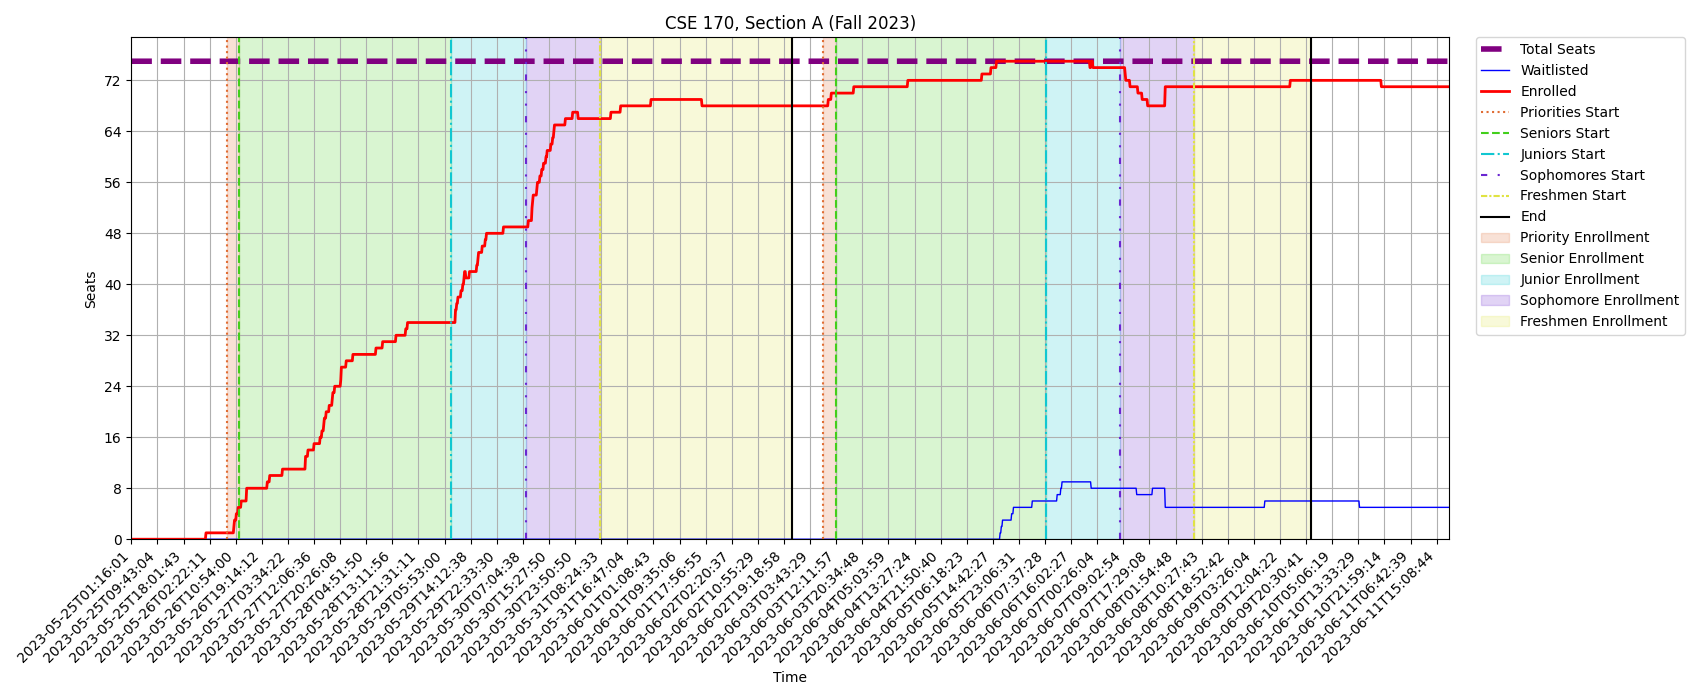 CSE 170, Section A (Fall 2023)
Seats
72
64
56
48
40
32
24
16
8
0
2023-05-25T01:16:01
2023-05-25T09:43:04
2023-05-25T18:01:43
2023-05-26T02:22:11
2023-05-26T10:54:00
2023-05-26T19:14:12
2023-05-27T03:34:22
2023-05-27T12:06:36
2023-05-27T20:26:08
2023-05-28T04:51:50
2023-05-28T13:11:56
2023-05-28T21:31:11
2023-05-29T05:53:00
2023-05-29T14:12:38
2023-05-29T22:33:30
2023-05-30T07:04:38
2023-05-30T15:27:50
2023-05-30T23:50:50
2023-05-31T08:24:33
2023-05-31T16:47:04
2023-06-01T01:08:43
2023-06-01T09:35:06
2023-06-01T17:56:55
2023-06-02T02:20:37
2023-06-02T10:55:29
2023-06-02T19:18:58
2023-06-03T03:43:29
2023-06-03T12:11:57
2023-06-03T20:34:48
2023-06-04T05:03:59
2023-06-04T13:27:24
2023-06-04T21:50:40
2023-06-05T06:18:23
2023-06-05T14:42:27
2023-06-05T23:06:31
2023-06-06T07:37:28
2023-06-06T16:02:27
2023-06-07T00:26:04
2023-06-07T09:02:54
2023-06-07T17:29:08
2023-06-08T01:54:48
2023-06-08T10:27:43
2023-06-08T18:52:42
2023-06-09T03:26:04
2023-06-09T12:04:22
2023-06-09T20:30:41
2023-06-10T05:06:19
2023-06-10T13:33:29
2023-06-10T21:59:14
2023-06-11T06:42:39
2023-06-11T15:08:44
Time
Total Seats
Waitlisted
Enrolled
Priorities Start
Seniors Start
Juniors Start
Sophomores Start
Freshmen Start
End
Priority Enrollment
Senior Enrollment
Junior Enrollment
Sophomore Enrollment
Freshmen Enrollment